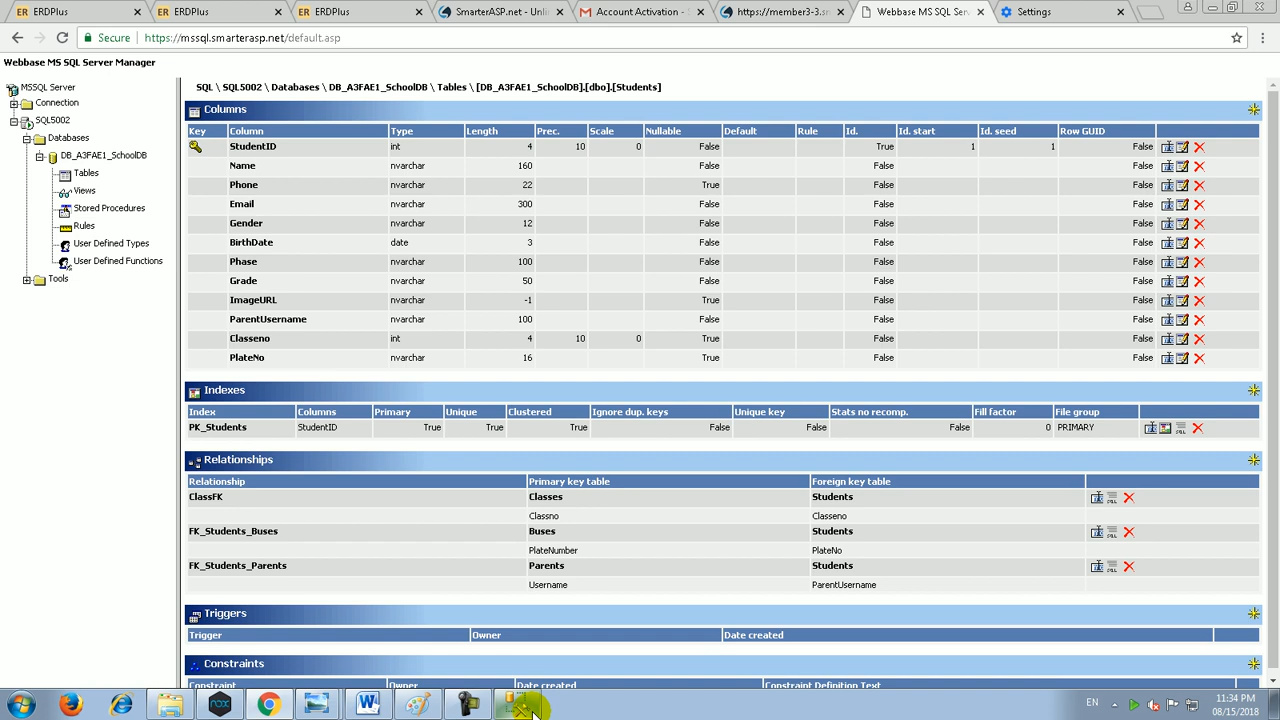 ERDPlus
ERDPlus
ERDPlus
SmarterASP.net - Unli
Account Activation -
https://member3-3.sn
Webbase MS SQL Serv
Settings
Secure https://mssql.smarterasp.net/default.asp
Webbase MS SQL Server Manager
MSSQL Server
Connection
SQL5002
Databases
DB_A3FAE1_SchoolDB
Tables
Views
Stored Procedures
Rules
User Defined Types
User Defined Functions
Tools
SQL \ SQL5002 \ Databases \ DB_A3FAE1_SchoolDB \ Tables \ [DB_A3FAE1_SchoolDB].[dbo].[Students]
Columns
Key Column Type Length Prec. Scale Nullable Default Rule Id. Id. start Id. seed Row GUID
StudentID int 4 10 0 False True 1 1 False
Name nvarchar 160 False False False
Phone nvarchar 22 True False False
Email nvarchar 300 False False False
Gender nvarchar 12 False False False
BirthDate date 3 False False False
Phase nvarchar 100 False False False
Grade nvarchar 50 False False False
ImageURL nvarchar -1 True False False
ParentUsername nvarchar 100 False False False
Classeno int 4 10 0 True False False
PlateNo nvarchar 16 True False False
Indexes
Index Columns Primary Unique Clustered Ignore dup. keys Unique key Stats no recomp. Fill factor File group
PK_Students StudentID True True True False False False 0 PRIMARY
Relationships
Relationship Primary key table Foreign key table
ClassFK Classes Students
Classno Classeno
FK_Students_Buses Buses Students
PlateNumber PlateNo
FK_Students_Parents Parents Students
Username ParentUsername
Triggers
Trigger Owner Date created
Constraints
Constraint Owner Date created Constraint Definition Text
EN
11:34 PM
08/15/2018